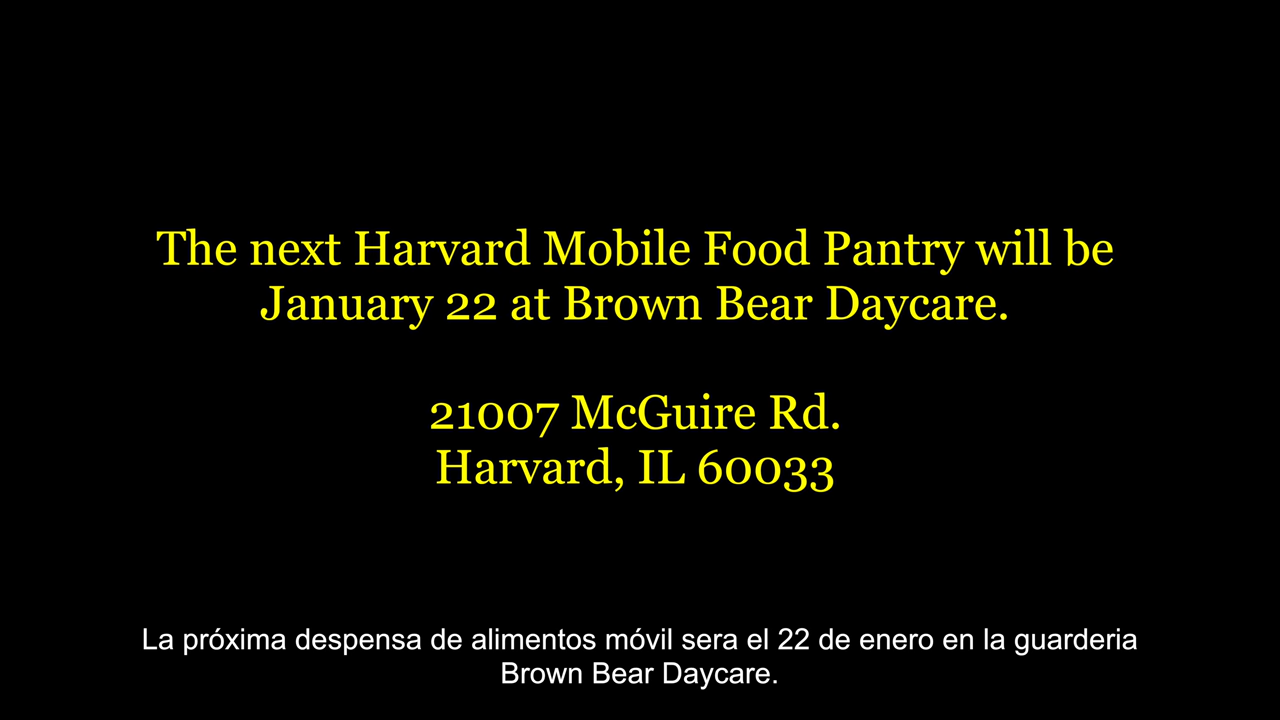 The next Harvard Mobile Food Pantry will be
January 22 at Brown Bear Daycare.
21007 McGuire Rd.
Harvard, IL 60033
La próxima despensa de alimentos móvil sera el 22 de enero en la guarderia
Brown Bear Daycare.